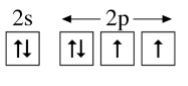 2s ← 2p →
↑↓ ↑↓ ↑ ↑